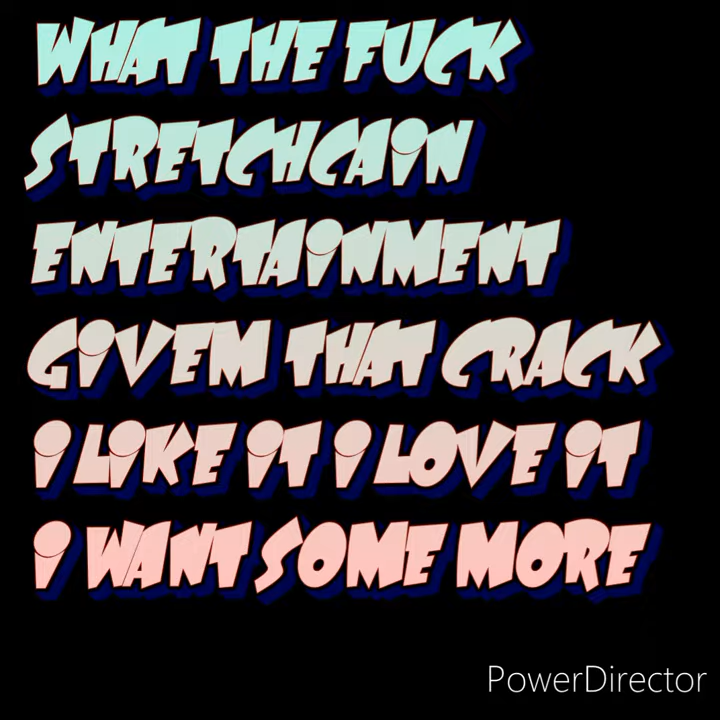 WHAT THE FUCK
STRETCHCAIN
ENTERTAINMENT
GIVEM THAT CRACK
I LIKE IT I LOVE IT
I WANT SOME MORE
PowerDirector